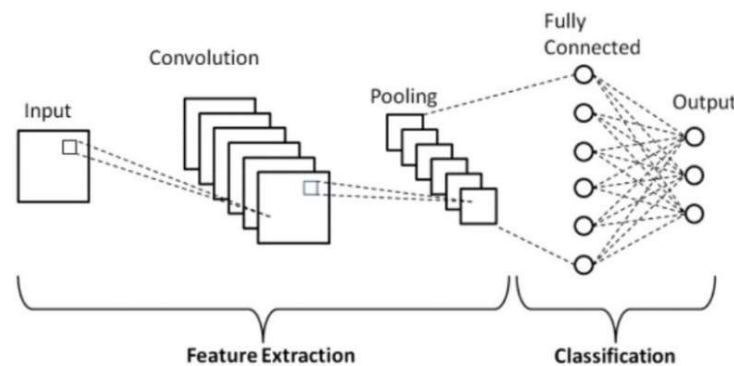 Input
Convolution
Pooling
Fully
Connected
Output
Feature Extraction
Classification